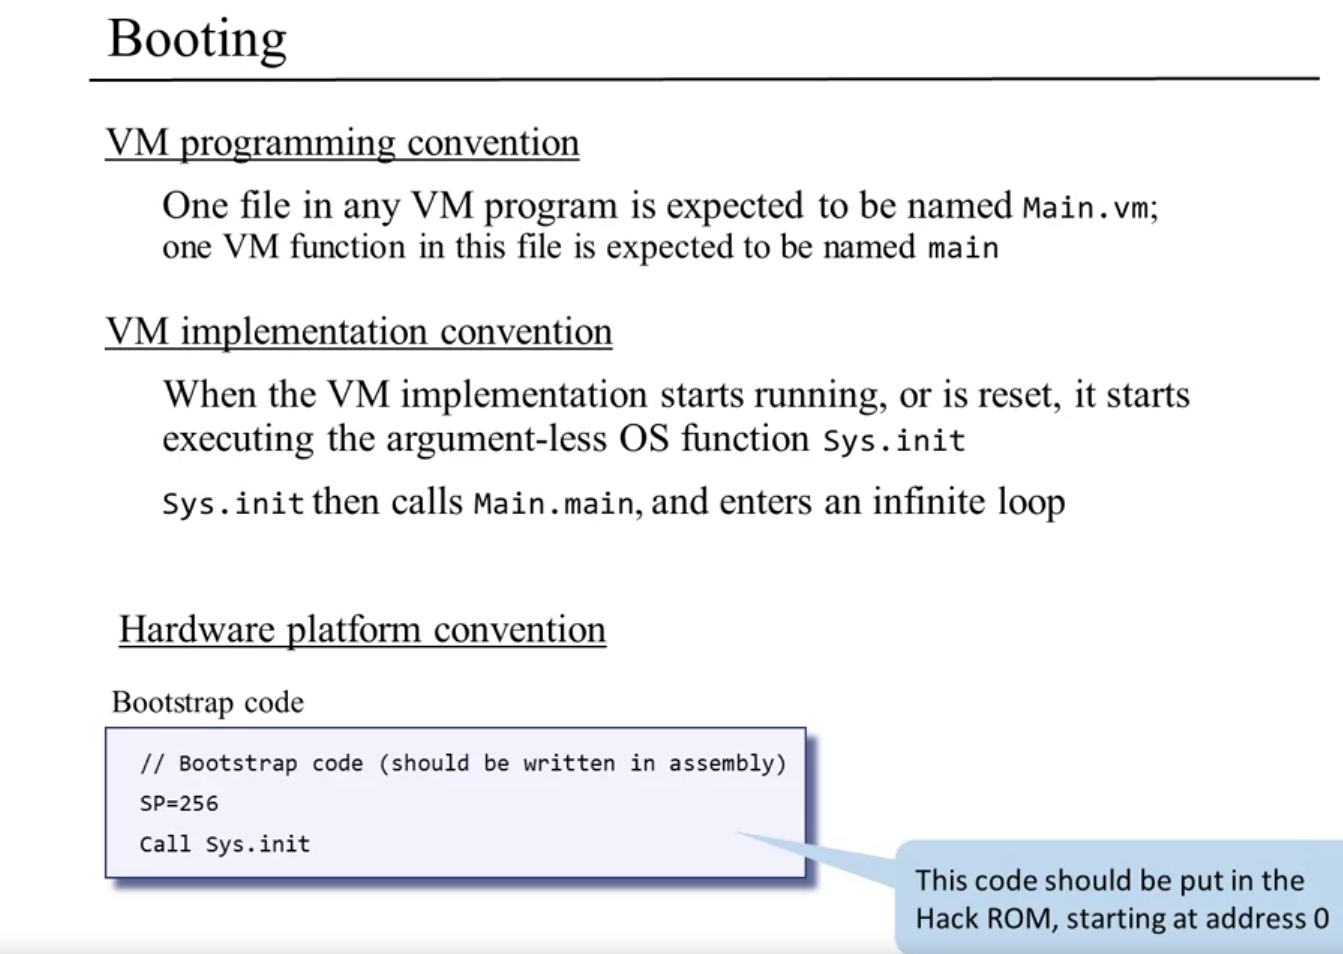 Booting
VM programming convention
One file in any VM program is expected to be named Main.vm;
one VM function in this file is expected to be named main
VM implementation convention
When the VM implementation starts running, or is reset, it starts
executing the argument-less OS function Sys.init
Sys.init then calls Main.main, and enters an infinite loop
Hardware platform convention
Bootstrap code
// Bootstrap code (should be written in assembly)
SP=256
Call Sys.init
This code should be put in the
Hack ROM, starting at address 0